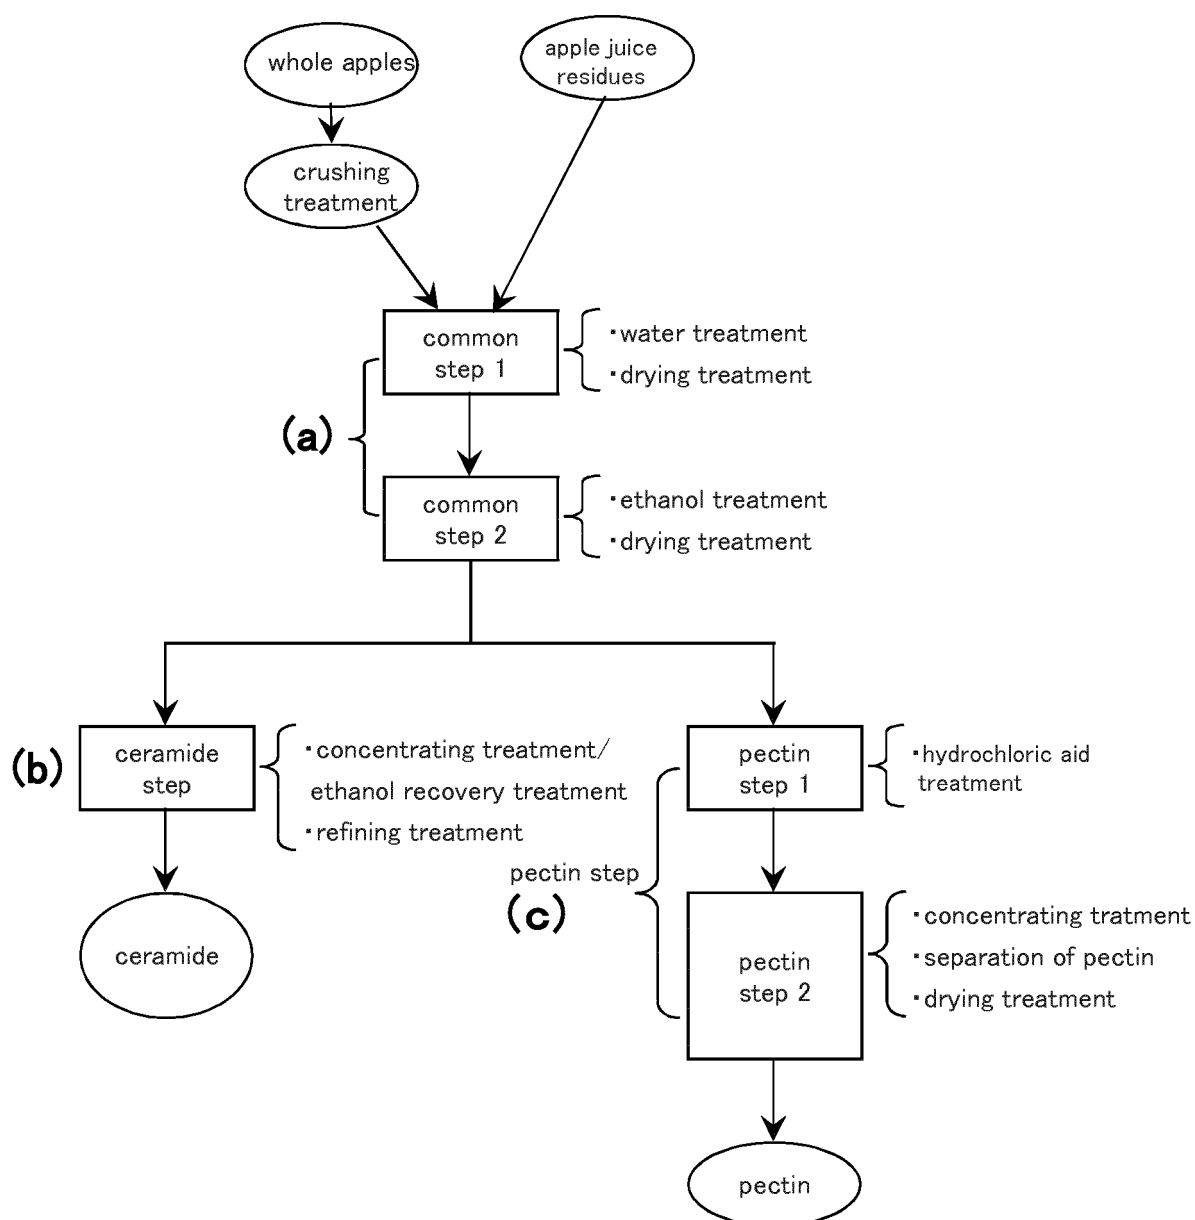 whole apples
apple juice
residues
crushing
treatment
common
step 1
・water treatment
・drying treatment
(a)
common
step 2
・ethanol treatment
・drying treatment
(b)
ceramide
step
・concentrating treatment/
ethanol recovery treatment
・refining treatment
pectin
step 1
・hydrochloric aid
treatment
pectin step
(c)
ceramide
pectin
step 2
・concentrating tratment
・separation of pectin
・drying treatment
pectin